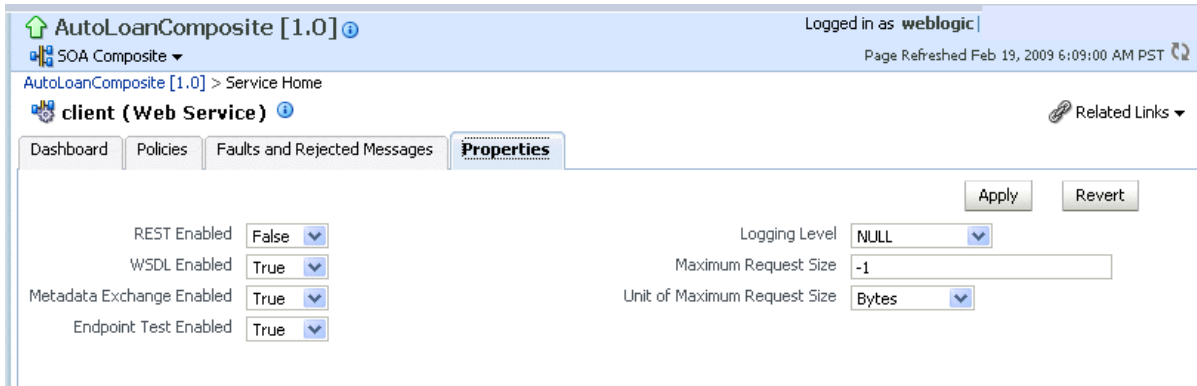 AutoLoanComposite [1.0]
Logged in as weblogic
SOA Composite
Page Refreshed Feb 19, 2009 6:09:00 AM PST
AutoLoanComposite [1.0] > Service Home
client (Web Service)
Related Links
Dashboard Policies Faults and Rejected Messages Properties
Apply Revert
REST Enabled False
Logging Level NULL
WSDL Enabled True
Maximum Request Size -1
Metadata Exchange Enabled True
Unit of Maximum Request Size Bytes
Endpoint Test Enabled True